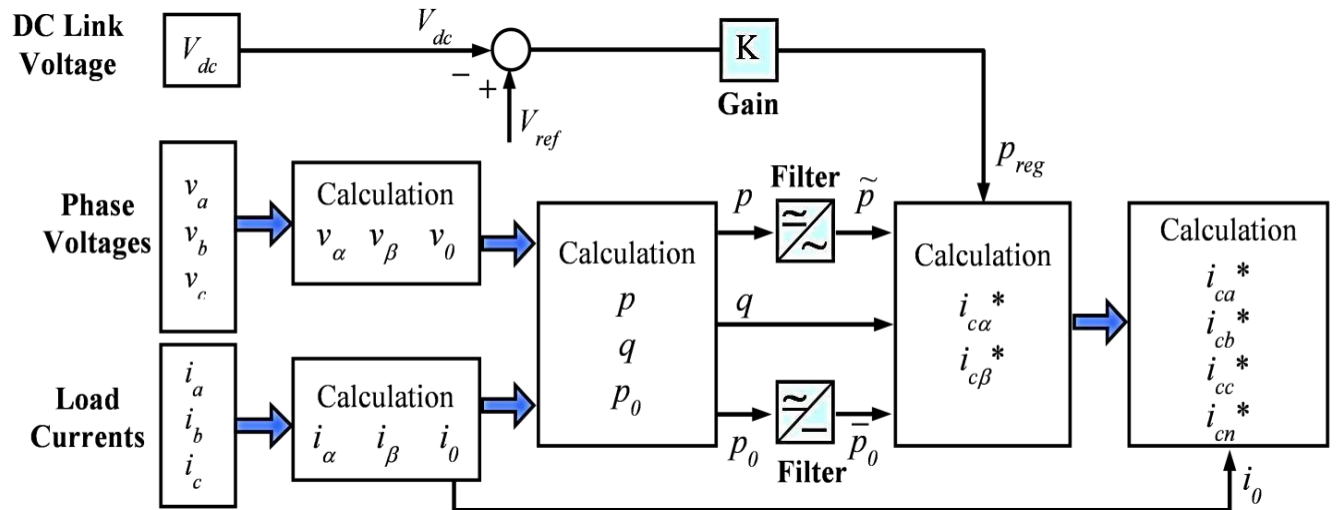 DC Link
Voltage
V_dc
V_dc
−
+
V_ref
K
Gain
p_reg
Phase
Voltages
v_a
v_b
v_c
Calculation
v_α v_β v_0
Load
Currents
i_a
i_b
i_c
Calculation
i_α i_β i_0
Calculation
p
q
p_0
p
Filter
p̃
q
p_0
Filter
p̄_0
Calculation
i_cα*
i_cβ*
Calculation
i_ca*
i_cb*
i_cc*
i_cn*
i_0